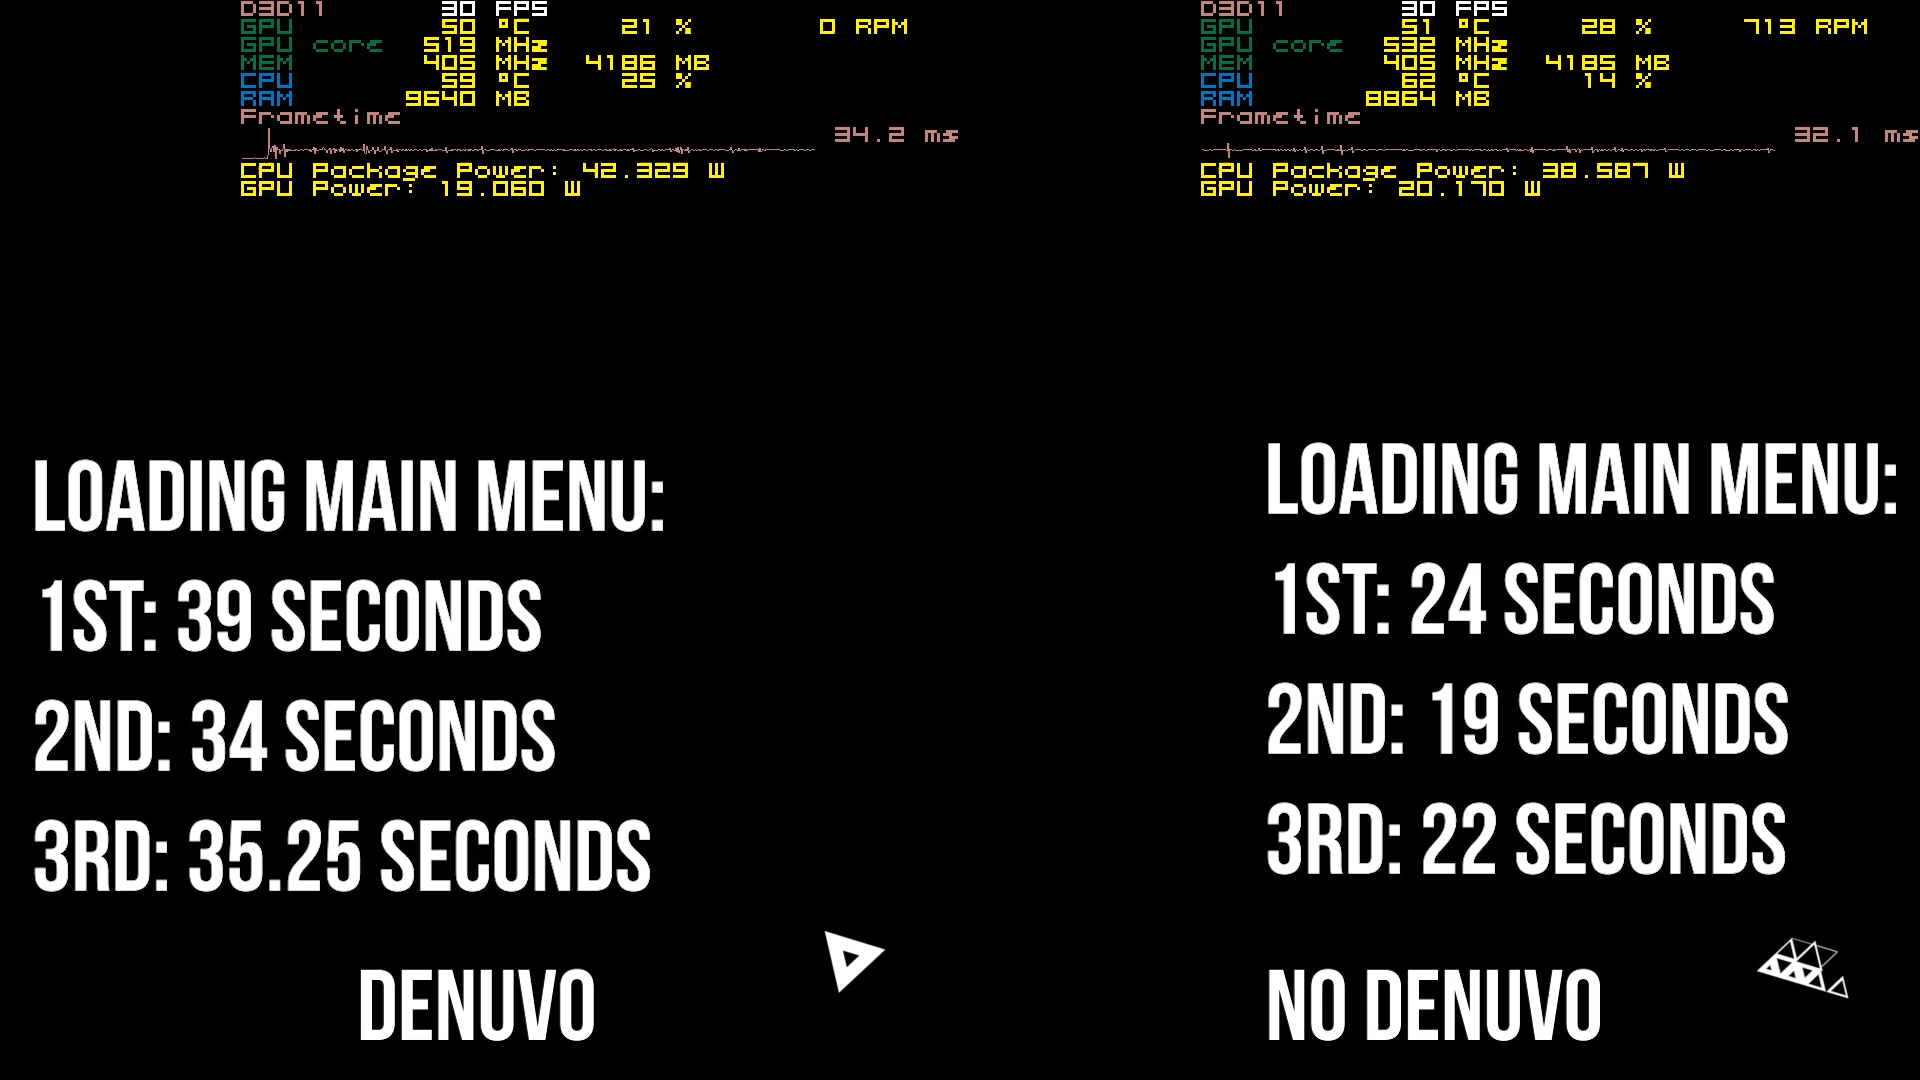 D3D11 30 FPS
GPU 50 °C 21 % 0 RPM
GPU core 519 MHz
MEM 405 MHz 4186 MB
CPU 59 °C 25 %
RAM 9640 MB
Frametime
34.2 ms
CPU Package Power: 42.329 W
GPU Power: 19.060 W
LOADING MAIN MENU:
1ST: 39 SECONDS
2ND: 34 SECONDS
3RD: 35.25 SECONDS
DENUVO
D3D11 30 FPS
GPU 51 °C 28 % 713 RPM
GPU core 532 MHz
MEM 405 MHz 4185 MB
CPU 62 °C 14 %
RAM 8864 MB
Frametime
32.1 ms
CPU Package Power: 38.587 W
GPU Power: 20.170 W
LOADING MAIN MENU:
1ST: 24 SECONDS
2ND: 19 SECONDS
3RD: 22 SECONDS
NO DENUVO